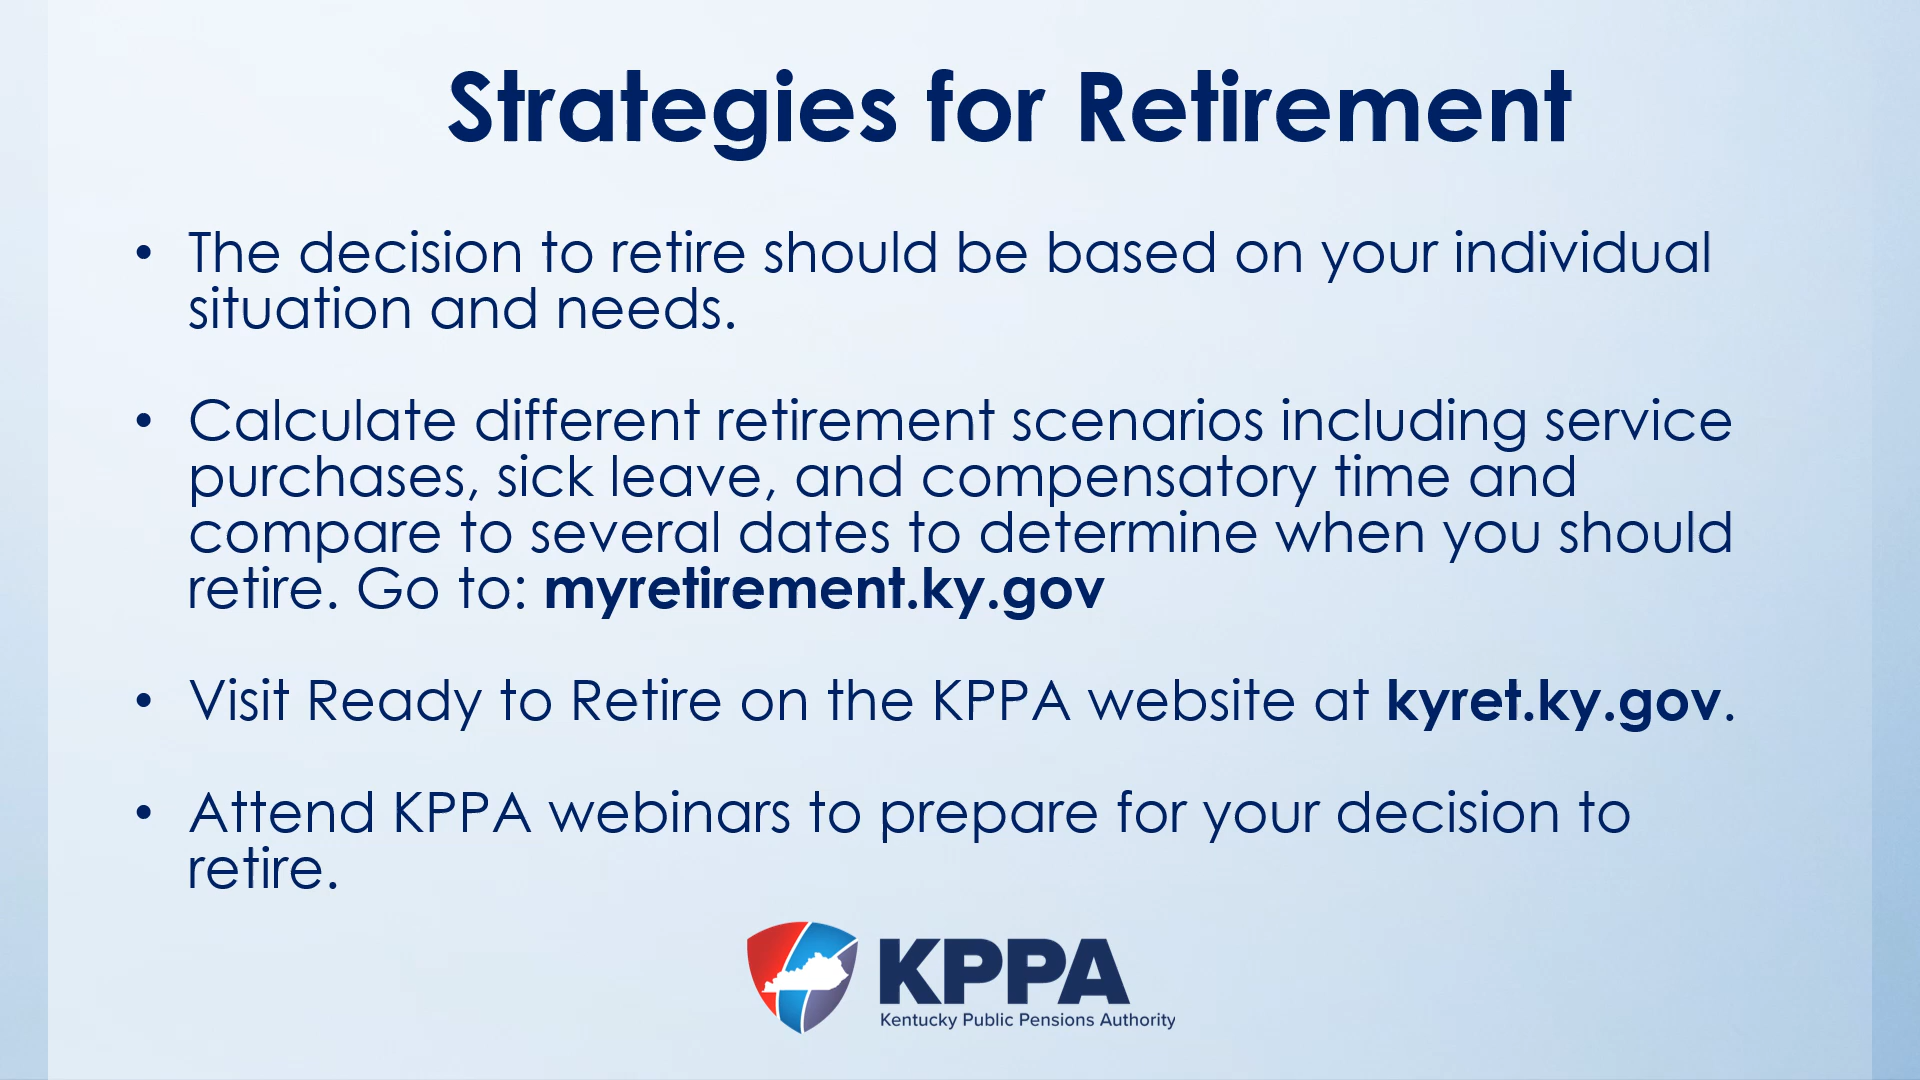 Strategies for Retirement
• The decision to retire should be based on your individual
situation and needs.
• Calculate different retirement scenarios including service
purchases, sick leave, and compensatory time and
compare to several dates to determine when you should
retire. Go to: myretirement.ky.gov
• Visit Ready to Retire on the KPPA website at kyret.ky.gov.
• Attend KPPA webinars to prepare for your decision to
retire.
KPPA
Kentucky Public Pensions Authority